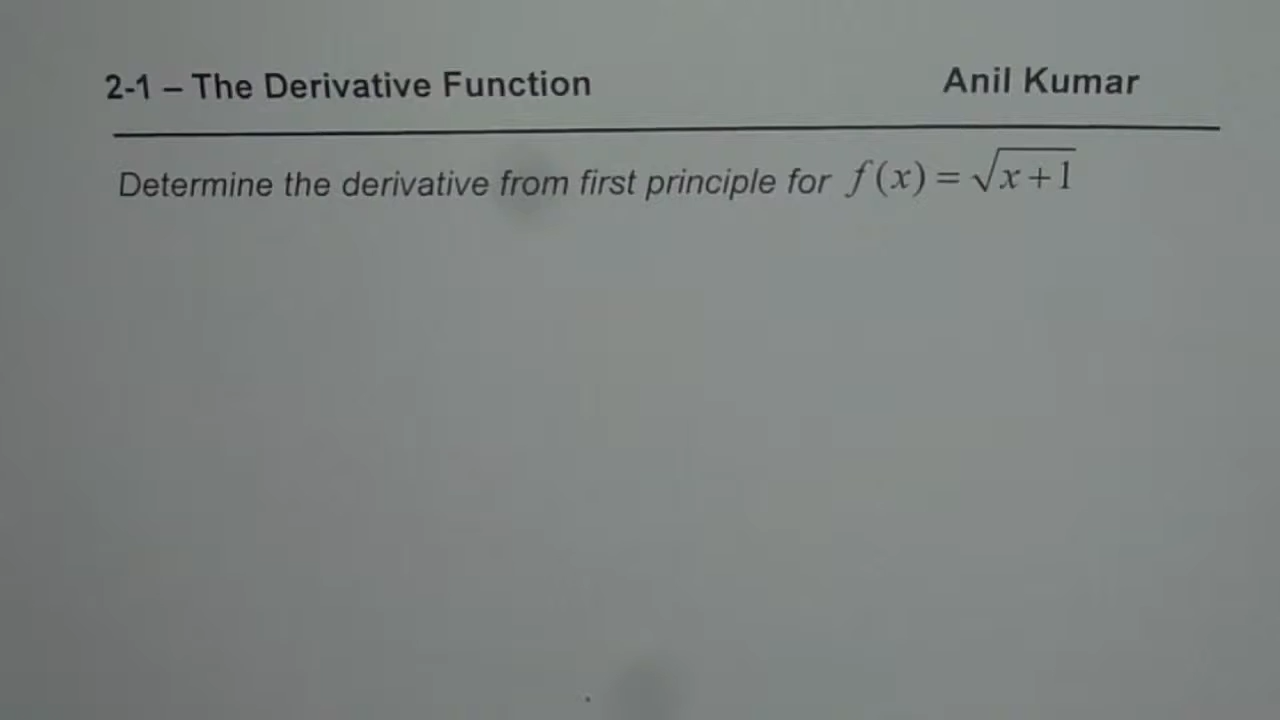 2-1 – The Derivative Function Anil Kumar
Determine the derivative from first principle for f(x) = √x+1